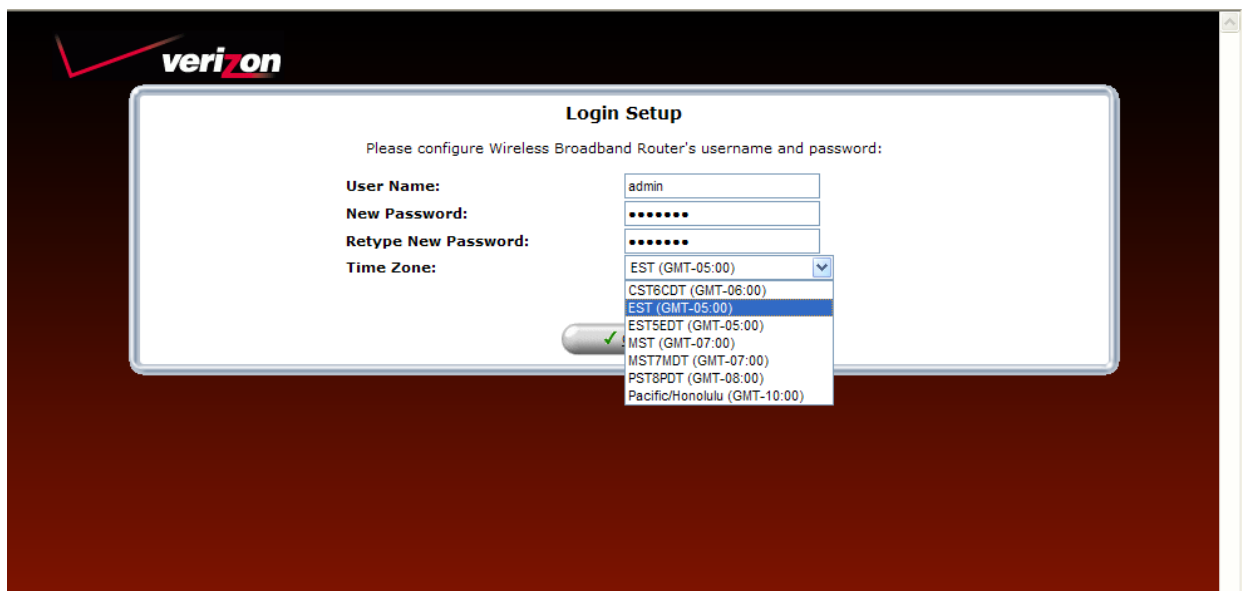 verizon
Login Setup
Please configure Wireless Broadband Router's username and password:
User Name: admin
New Password: •••••••
Retype New Password: •••••••
Time Zone: EST (GMT-05:00)
CST6CDT (GMT-06:00)
EST (GMT-05:00)
EST5EDT (GMT-05:00)
MST (GMT-07:00)
MST7MDT (GMT-07:00)
PST8PDT (GMT-08:00)
Pacific/Honolulu (GMT-10:00)